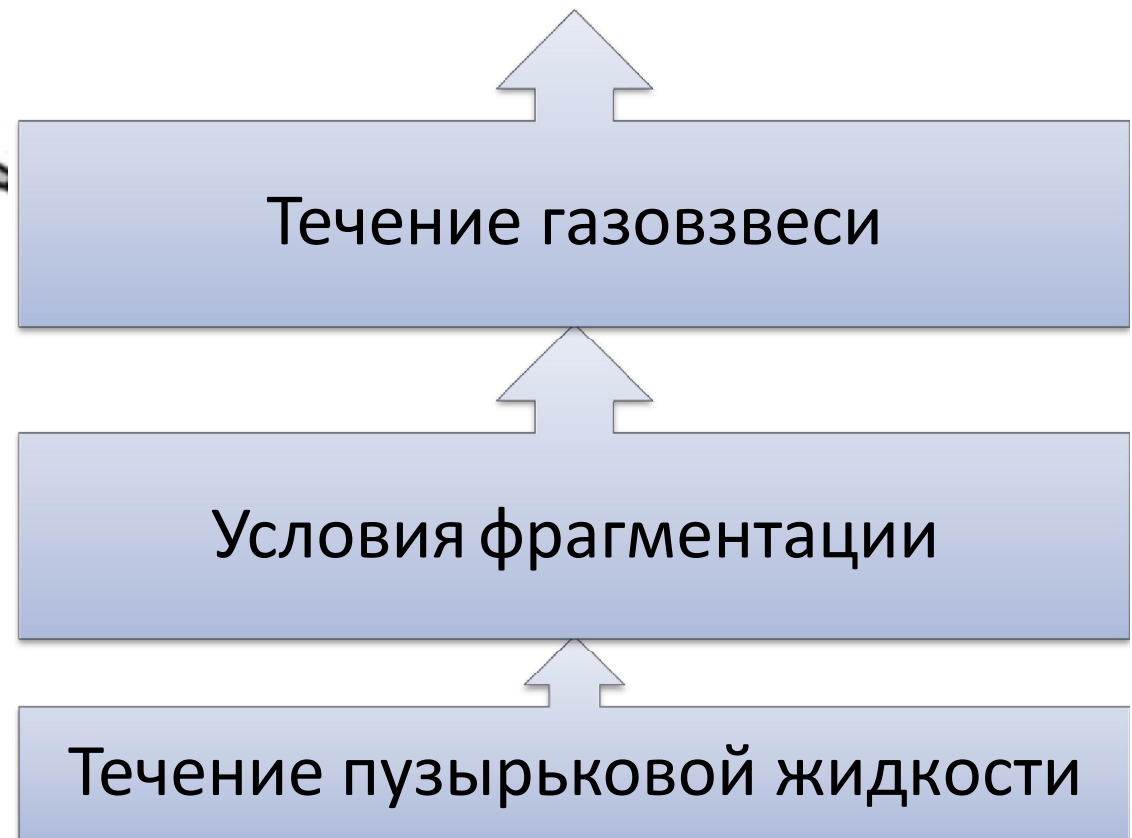 Течение газовзвеси
Условия фрагментации
Течение пузырьковой жидкости